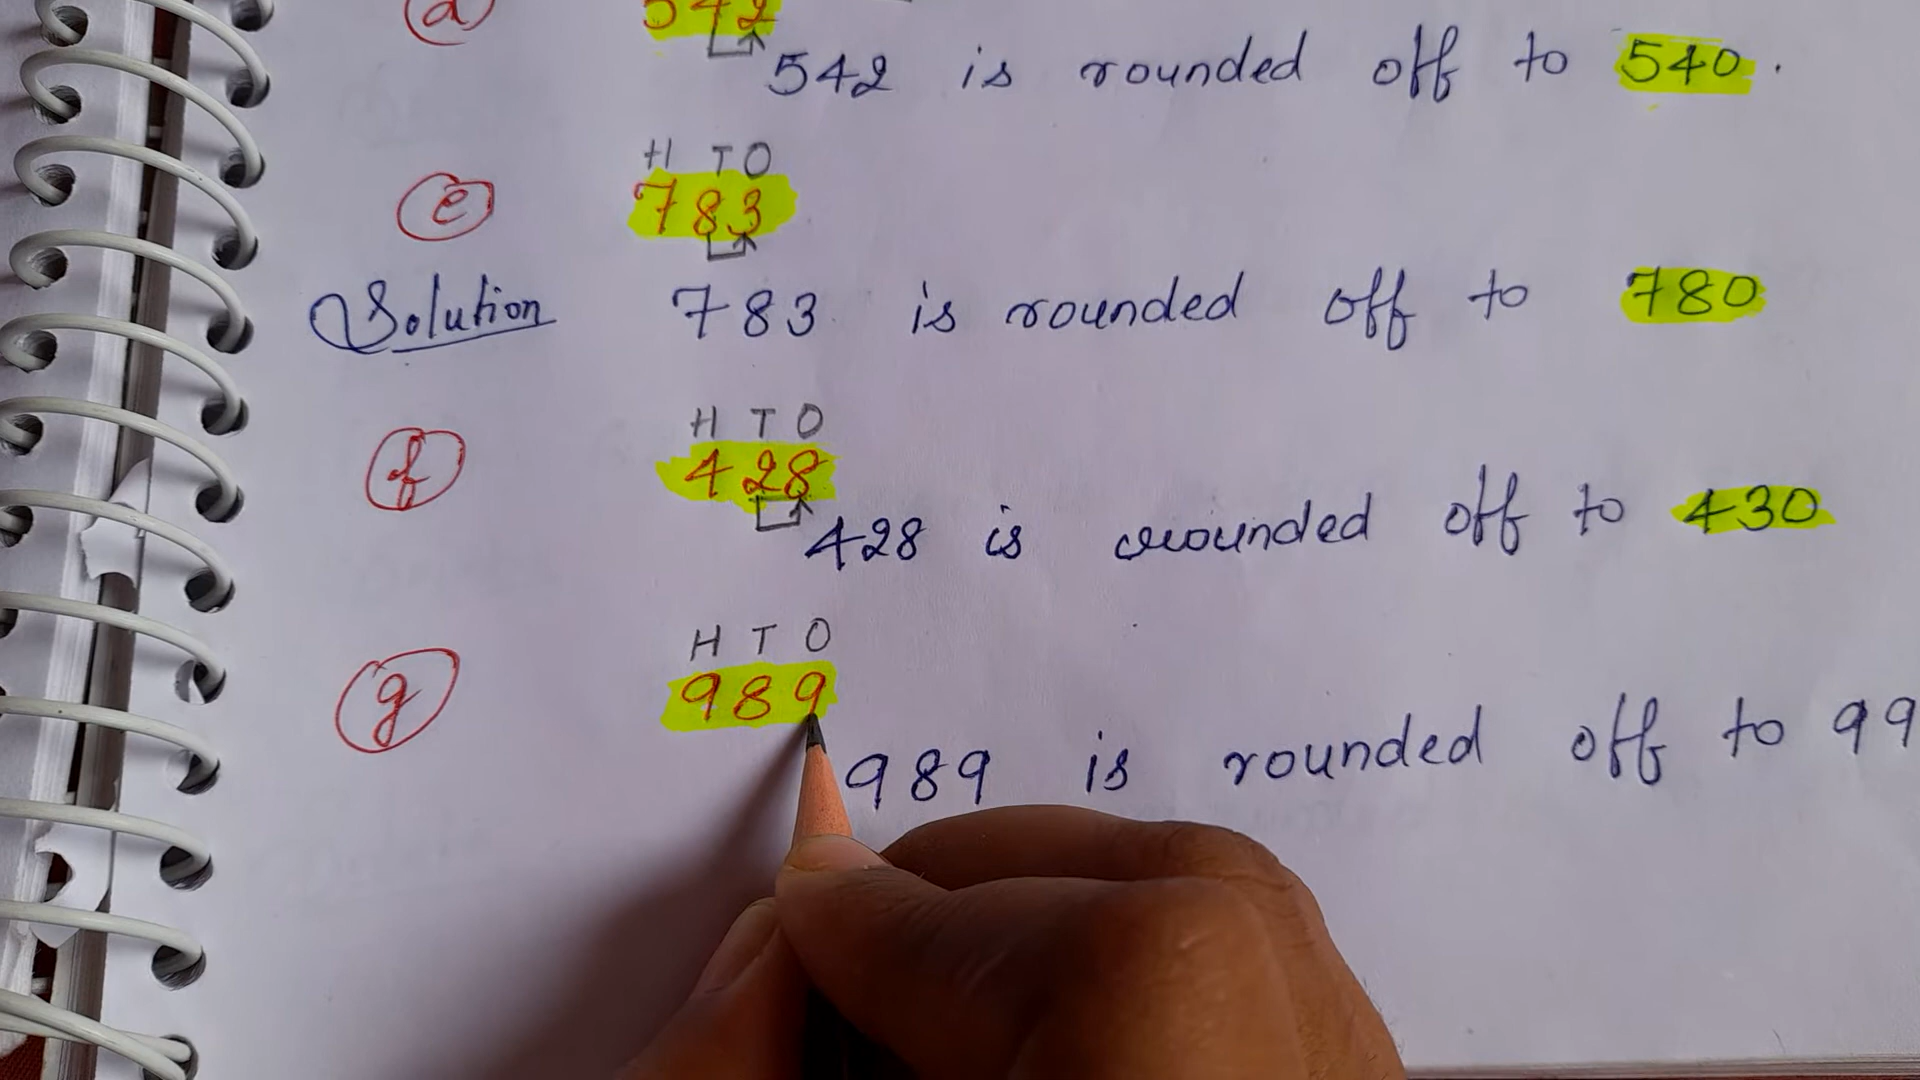 d 542
542 is rounded off to 540.
H T O
e 783
Solution 783 is rounded off to 780
H T O
f 428
428 is rounded off to 430
H T O
g 989
989 is rounded off to 99